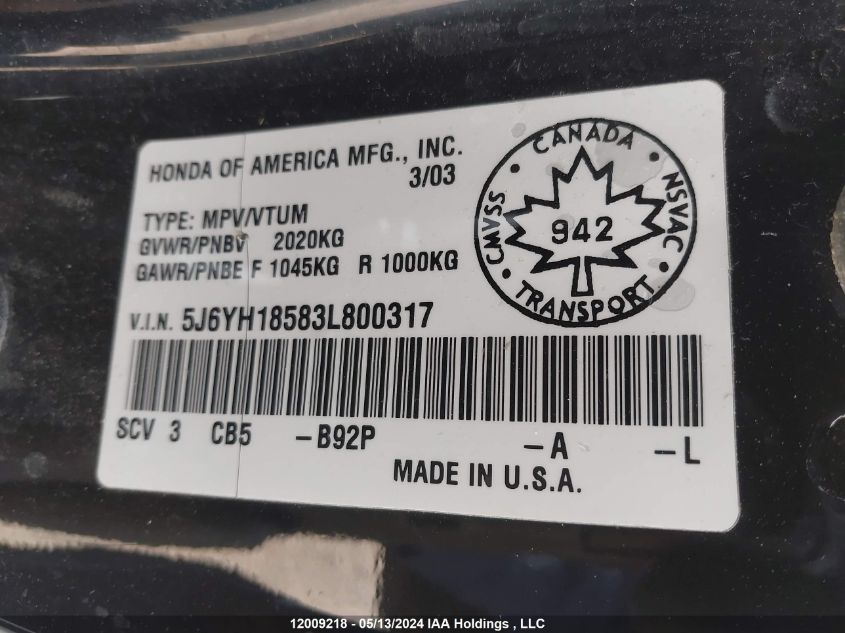 HONDA OF AMERICA MFG., INC.
3/03
TYPE: MPV/VTUM
GVWR/PNBV 2020KG
GAWR/PNBE F 1045KG R 1000KG
V.I.N. 5J6YH18583L800317
SCV 3 CB5 -B92P -A -L
MADE IN U.S.A.
CANADA
CMVSS
NSVAC
942
TRANSPORT
12009218 - 05/13/2024 IAA Holdings , LLC